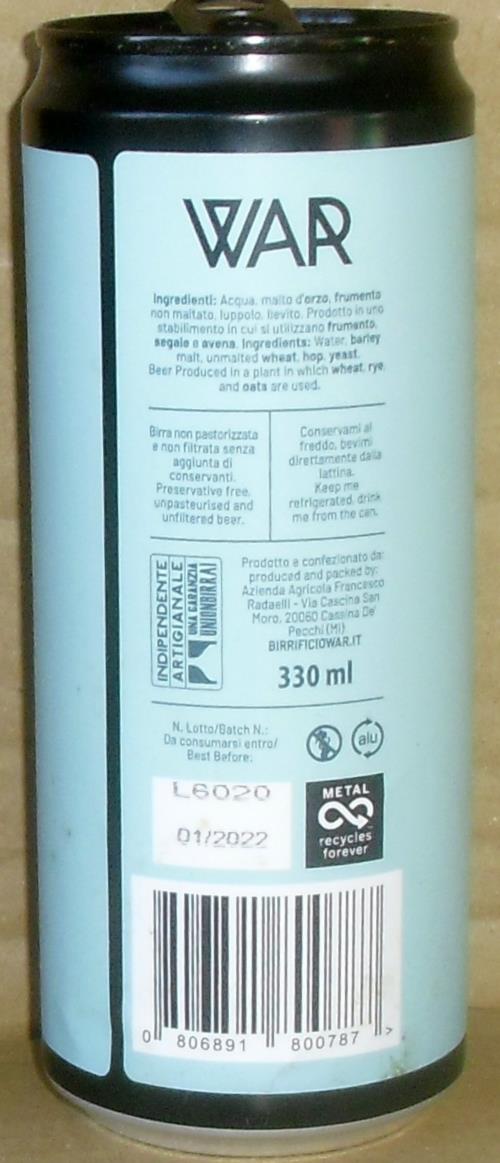 WAR
Ingredienti: Acqua, malto d'orzo, frumento
non maltato, luppolo, lievito. Prodotto in uno
stabilimento in cui si utilizzano frumento,
segale e avena. Ingredients: Water, barley
malt, unmalted wheat, hop, yeast.
Beer Produced in a plant in which wheat, rye,
and oats are used.
Birra non pastorizzata
e non filtrata senza
aggiunta di
conservanti.
Preservative free,
unpasteurised and
unfiltered beer.
Conservami al
freddo, bevimi
direttamente dalla
lattina.
Keep me
refrigerated, drink
me from the can.
INDIPENDENTE
ARTIGIANALE
UNA GARANZIA
UNIONBIRRAI
Prodotto e confezionato da:
produced and packed by:
Azienda Agricola Francesco
Radaelli - Via Cascina San
Moro, 20060 Cassina De'
Pecchi (MI)
BIRRIFICIOWAR.IT
330 ml
N. Lotto/Batch N.:
Da consumarsi entro/
Best Before:
alu
L6020
01/2022
METAL
recycles
forever
0 806891 800787 >